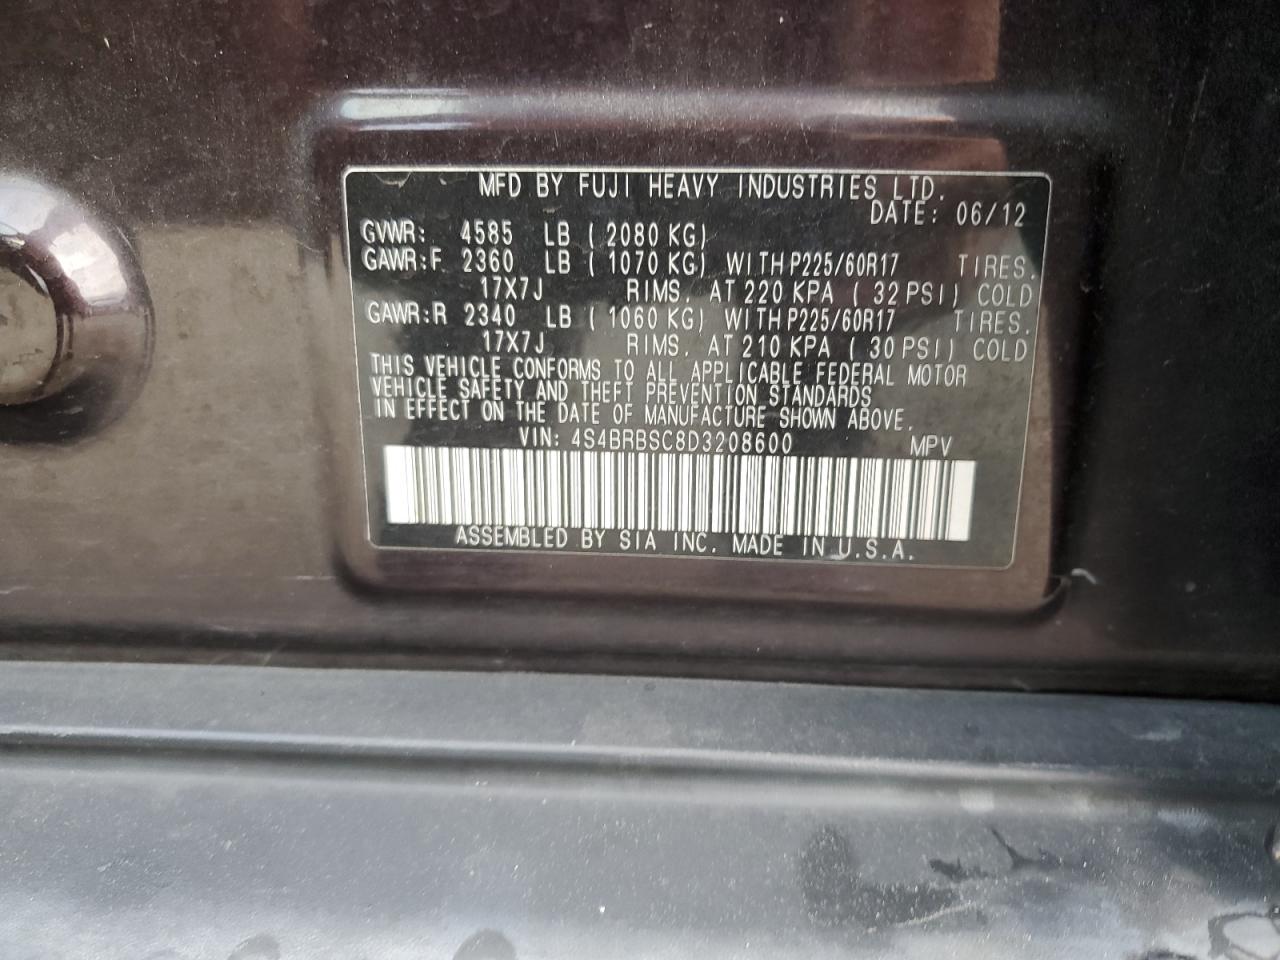 MFD BY FUJI HEAVY INDUSTRIES LTD.
DATE: 06/12
GVWR: 4585 LB ( 2080 KG)
GAWR:F 2360 LB ( 1070 KG) WITH P225/60R17 TIRES.
17X7J RIMS. AT 220 KPA ( 32 PSI) COLD
GAWR:R 2340 LB ( 1060 KG) WITH P225/60R17 TIRES.
17X7J RIMS. AT 210 KPA ( 30 PSI) COLD
THIS VEHICLE CONFORMS TO ALL APPLICABLE FEDERAL MOTOR
VEHICLE SAFETY AND THEFT PREVENTION STANDARDS
IN EFFECT ON THE DATE OF MANUFACTURE SHOWN ABOVE.
VIN: 4S4BRBSC8D3208600 MPV
ASSEMBLED BY SIA INC. MADE IN U.S.A.